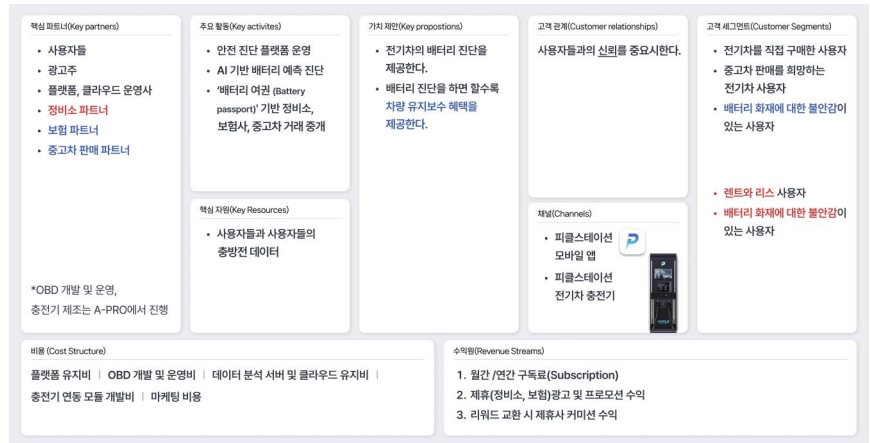 핵심 파트너(Key partners)
• 사용자들
• 광고주
• 플랫폼, 클라우드 운영사
• 정비소 파트너
• 보험 파트너
• 중고차 판매 파트너
*OBD 개발 및 운영,
충전기 제조는 A-PRO에서 진행
주요 활동(Key activites)
• 안전 진단 플랫폼 운영
• AI 기반 배터리 예측 진단
• ‘배터리 여권 (Battery
passport)' 기반 정비소,
보험사, 중고차 거래 중개
핵심 자원(Key Resources)
• 사용자들과 사용자들의
충방전 데이터
가치 제안(Key propostions)
• 전기차의 배터리 진단을
제공한다.
• 배터리 진단을 하면 할수록
차량 유지보수 혜택을
제공한다.
고객 관계(Customer relationships)
사용자들과의 신뢰를 중요시한다.
채널(Channels)
• 피클스테이션
모바일 앱
• 피클스테이션
전기차 충전기
고객 세그먼트(Customer Segments)
• 전기차를 직접 구매한 사용자
• 중고차 판매를 희망하는
전기차 사용자
• 배터리 화재에 대한 불안감이
있는 사용자
• 렌트와 리스 사용자
• 배터리 화재에 대한 불안감이
있는 사용자
비용 (Cost Structure)
플랫폼 유지비 | OBD 개발 및 운영비 | 데이터 분석 서버 및 클라우드 유지비 |
충전기 연동 모듈 개발비 | 마케팅 비용
수익원(Revenue Streams)
1. 월간 /연간 구독료(Subscription)
2. 제휴(정비소, 보험)광고 및 프로모션 수익
3. 리워드 교환 시 제휴사 커미션 수익